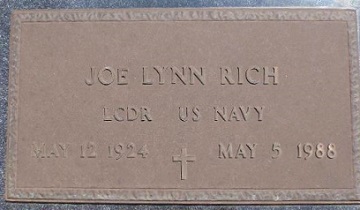 JOE LYNN RICH
LCDR US NAVY
MAY 12 1924 MAY 5 1988